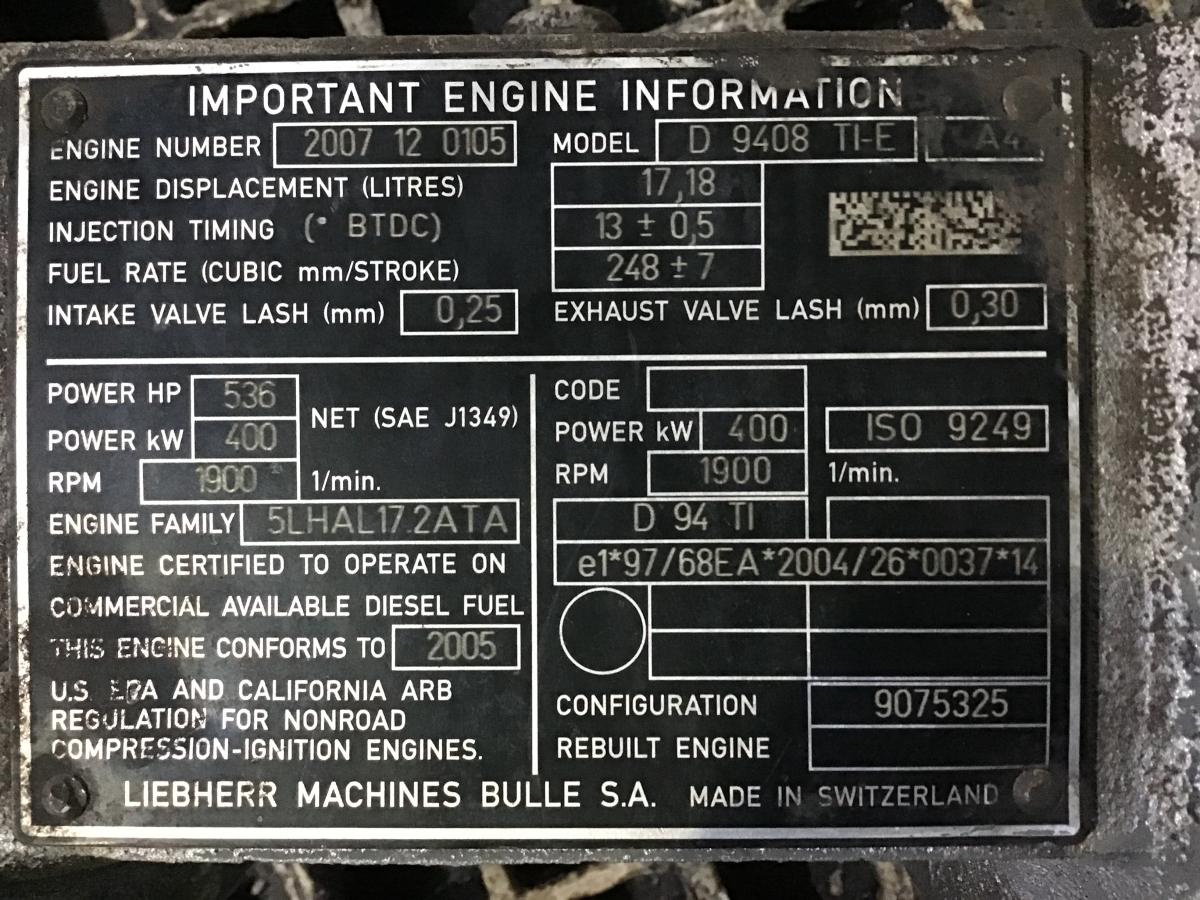 IMPORTANT ENGINE INFORMATION
ENGINE NUMBER 2007 12 0105 MODEL D 9408 TI-E A4
ENGINE DISPLACEMENT (LITRES) 17,18
INJECTION TIMING (° BTDC) 13 ± 0,5
FUEL RATE (CUBIC mm/STROKE) 248 ± 7
INTAKE VALVE LASH (mm) 0,25 EXHAUST VALVE LASH (mm) 0,30
POWER HP 536
NET (SAE J1349)
POWER kW 400
RPM 1900 1/min.
ENGINE FAMILY 5LHAL17.2ATA
ENGINE CERTIFIED TO OPERATE ON
COMMERCIAL AVAILABLE DIESEL FUEL
THIS ENGINE CONFORMS TO 2005
U.S. EPA AND CALIFORNIA ARB
REGULATION FOR NONROAD
COMPRESSION-IGNITION ENGINES.
CODE
POWER kW 400 ISO 9249
RPM 1900 1/min.
D 94 TI
e1*97/68EA*2004/26*0037*14
CONFIGURATION 9075325
REBUILT ENGINE
LIEBHERR MACHINES BULLE S.A. MADE IN SWITZERLAND